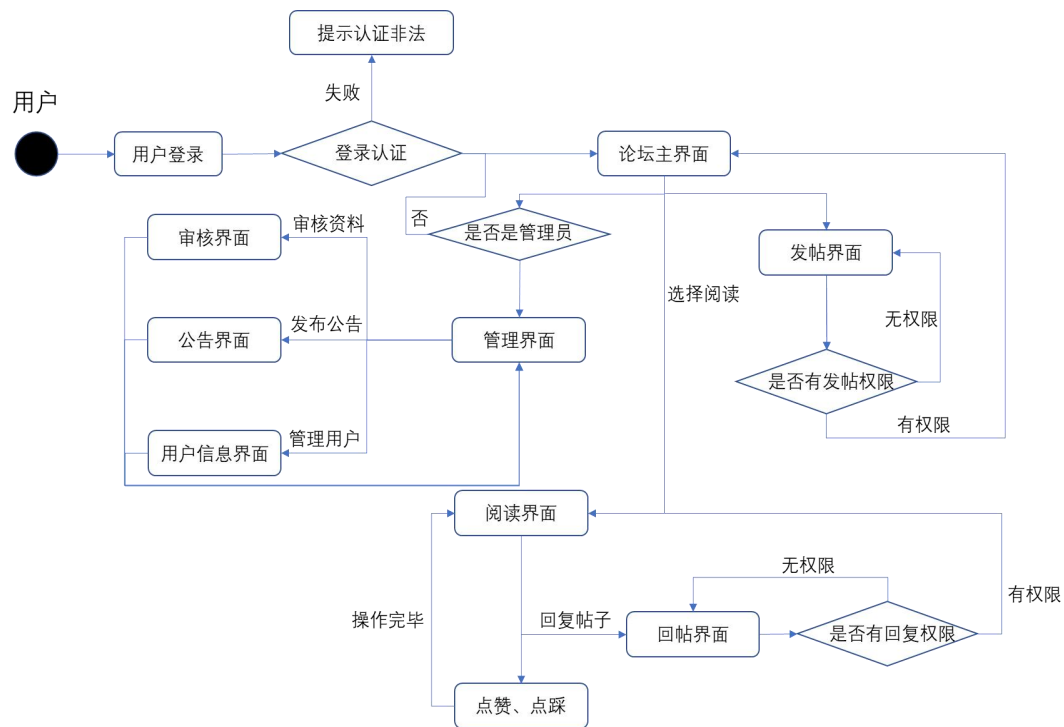 提示认证非法
失败
用户
用户登录
登录认证
论坛主界面
否
是否是管理员
审核界面
审核资料
发帖界面
选择阅读
无权限
公告界面
发布公告
管理界面
是否有发帖权限
有权限
用户信息界面
管理用户
阅读界面
无权限
有权限
操作完毕
回复帖子
回帖界面
是否有回复权限
点赞、点踩